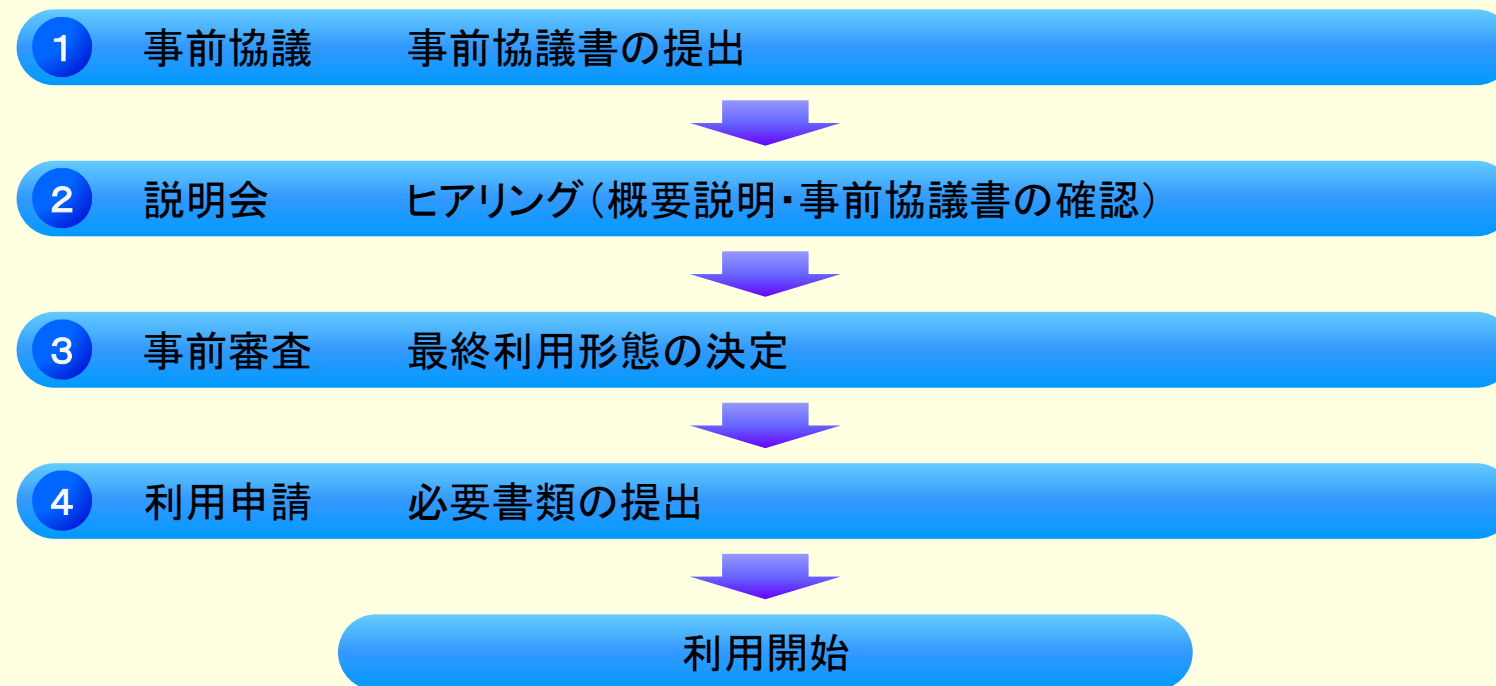 1 事前協議 事前協議書の提出
2 説明会 ヒアリング(概要説明・事前協議書の確認)
3 事前審査 最終利用形態の決定
4 利用申請 必要書類の提出
利用開始